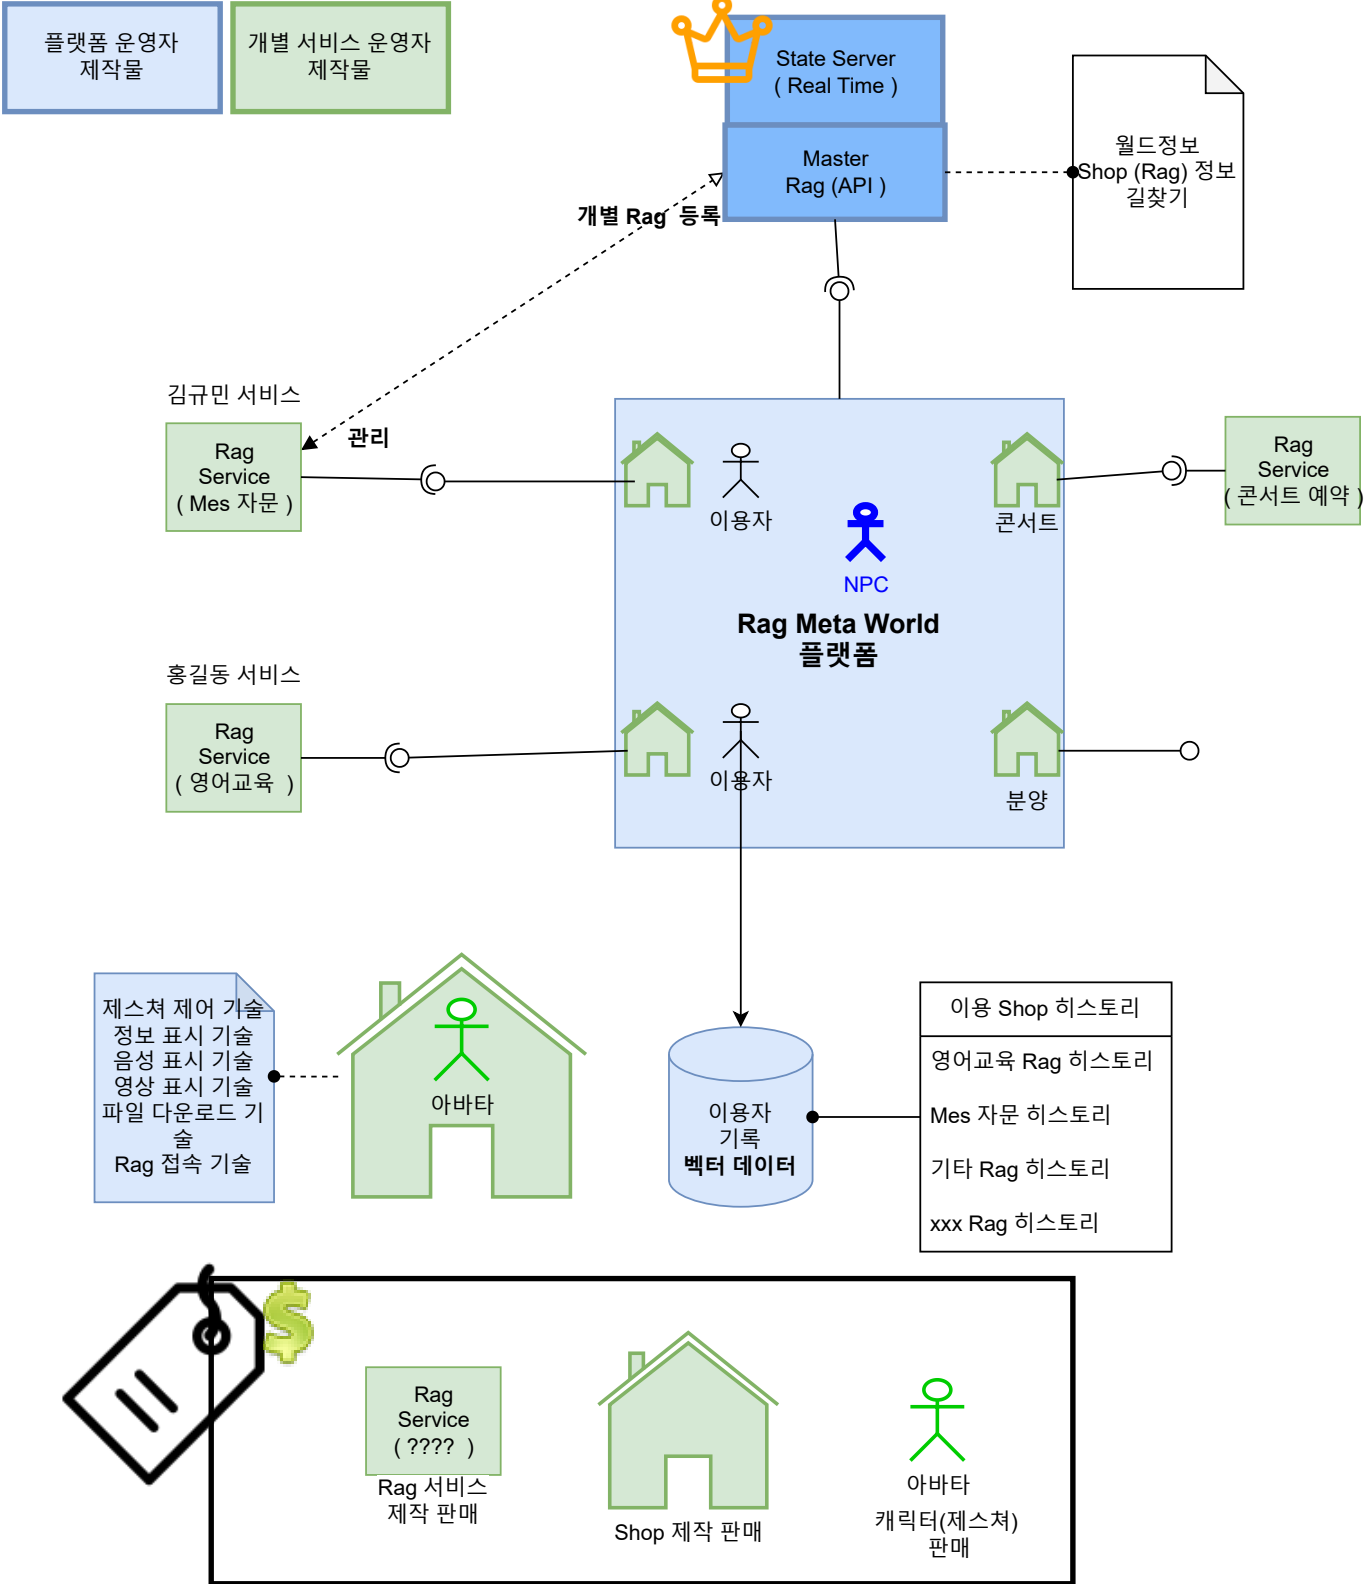 플랫폼 운영자
제작물
개별 서비스 운영자
제작물
State Server
( Real Time )
Master
Rag (API )
월드정보
Shop (Rag) 정보
길찾기
개별 Rag 등록
관리
김규민 서비스
Rag
Service
( Mes 자문 )
이용자
콘서트
NPC
Rag Meta World
플랫폼
Rag
Service
( 콘서트 예약 )
홍길동 서비스
Rag
Service
( 영어교육 )
이용자
분양
제스쳐 제어 기술
정보 표시 기술
음성 표시 기술
영상 표시 기술
파일 다운로드 기
술
Rag 접속 기술
아바타
이용자
기록
벡터 데이터
이용 Shop 히스토리
영어교육 Rag 히스토리
Mes 자문 히스토리
기타 Rag 히스토리
xxx Rag 히스토리
$
Rag
Service
( ???? )
Rag 서비스
제작 판매
Shop 제작 판매
아바타
캐릭터(제스쳐)
판매